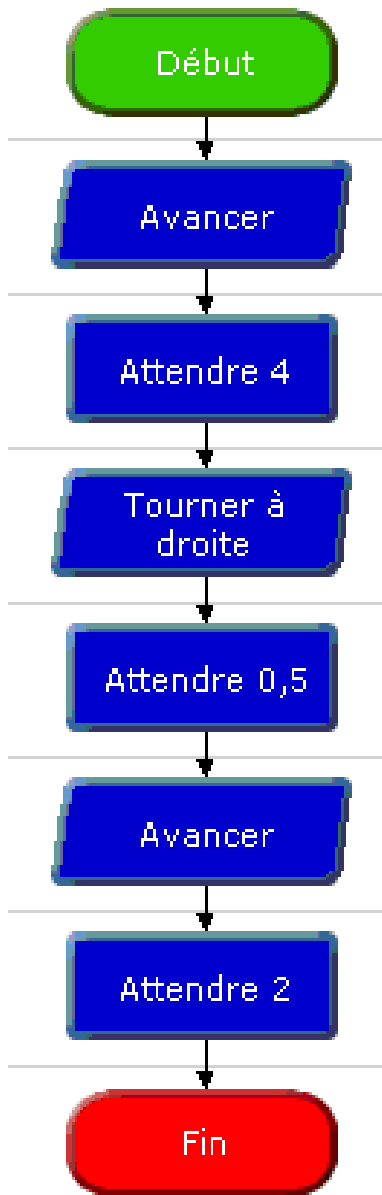 Début
Avancer
Attendre 4
Tourner à
droite
Attendre 0,5
Avancer
Attendre 2
Fin